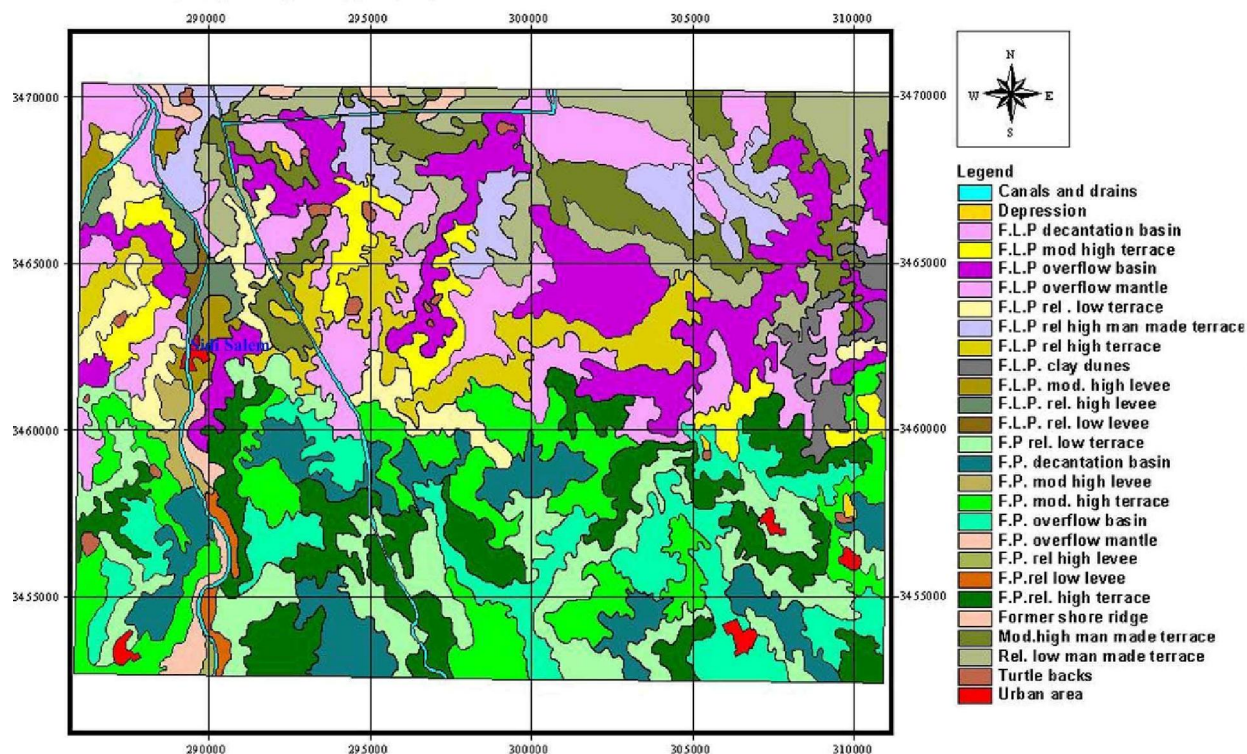 290000 295000 300000 305000 310000
3470000 3470000
3465000 3465000
3460000 3460000
3455000 3455000
290000 295000 300000 305000 310000
Sidi Salem
N
W E
S
Legend
Canals and drains
Depression
F.L.P decantation basin
F.L.P mod high terrace
F.L.P overflow basin
F.L.P overflow mantle
F.L.P rel . low terrace
F.L.P rel high man made terrace
F.L.P rel high terrace
F.L.P. clay dunes
F.L.P. mod. high levee
F.L.P. rel. high levee
F.L.P. rel. low levee
F.P rel. low terrace
F.P. decantation basin
F.P. mod high levee
F.P. mod. high terrace
F.P. overflow basin
F.P. overflow mantle
F.P. rel high levee
F.P.rel low levee
F.P.rel. high terrace
Former shore ridge
Mod.high man made terrace
Rel. low man made terrace
Turtle backs
Urban area